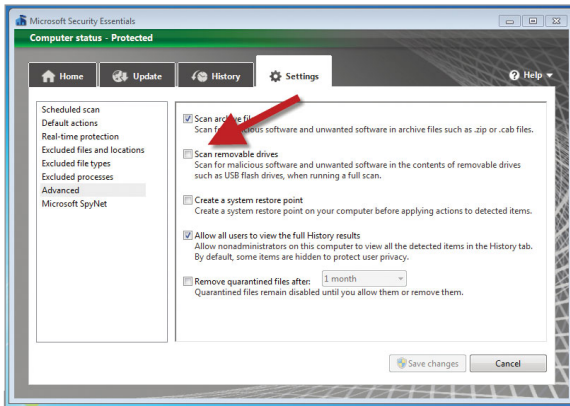 Microsoft Security Essentials
Computer status - Protected
Home
Update
History
Settings
Help
Scheduled scan
Default actions
Real-time protection
Excluded files and locations
Excluded file types
Excluded processes
Advanced
Microsoft SpyNet
Scan archive
Scan for malicious software and unwanted software in archive files such as .zip or .cab files.
Scan removable drives
Scan for malicious software and unwanted software in the contents of removable drives
such as USB flash drives, when running a full scan.
Create a system restore point
Create a system restore point on your computer before applying actions to detected items.
Allow all users to view the full History results
Allow nonadministrators on this computer to view all the detected items in the History tab.
By default, some items are hidden to protect user privacy.
Remove quarantined files after: 1 month
Quarantined files remain disabled until you allow them or remove them.
Save changes
Cancel